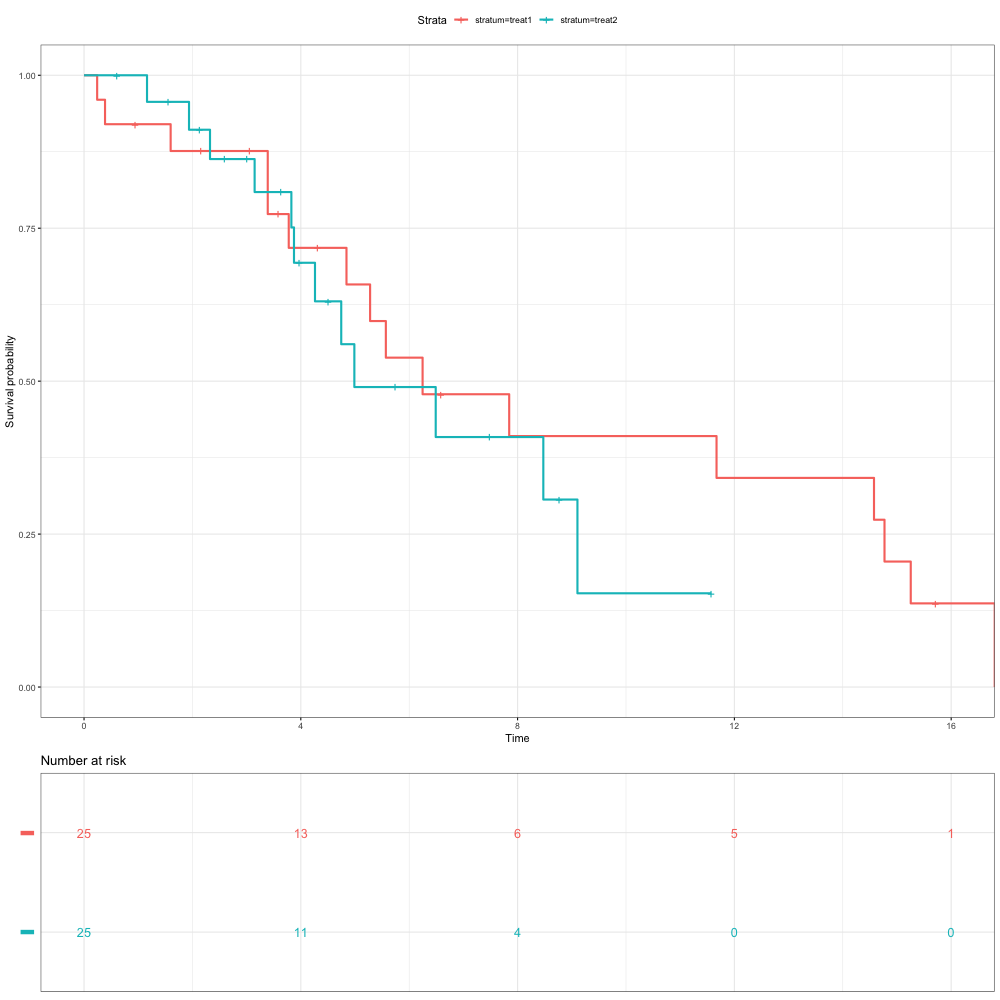 Strata stratum=treat1 stratum=treat2
1.00
0.75
0.50
0.25
0.00
Survival probability
0 4 8 12 16
Time
Number at risk
25 13 6 5 1
25 11 4 0 0